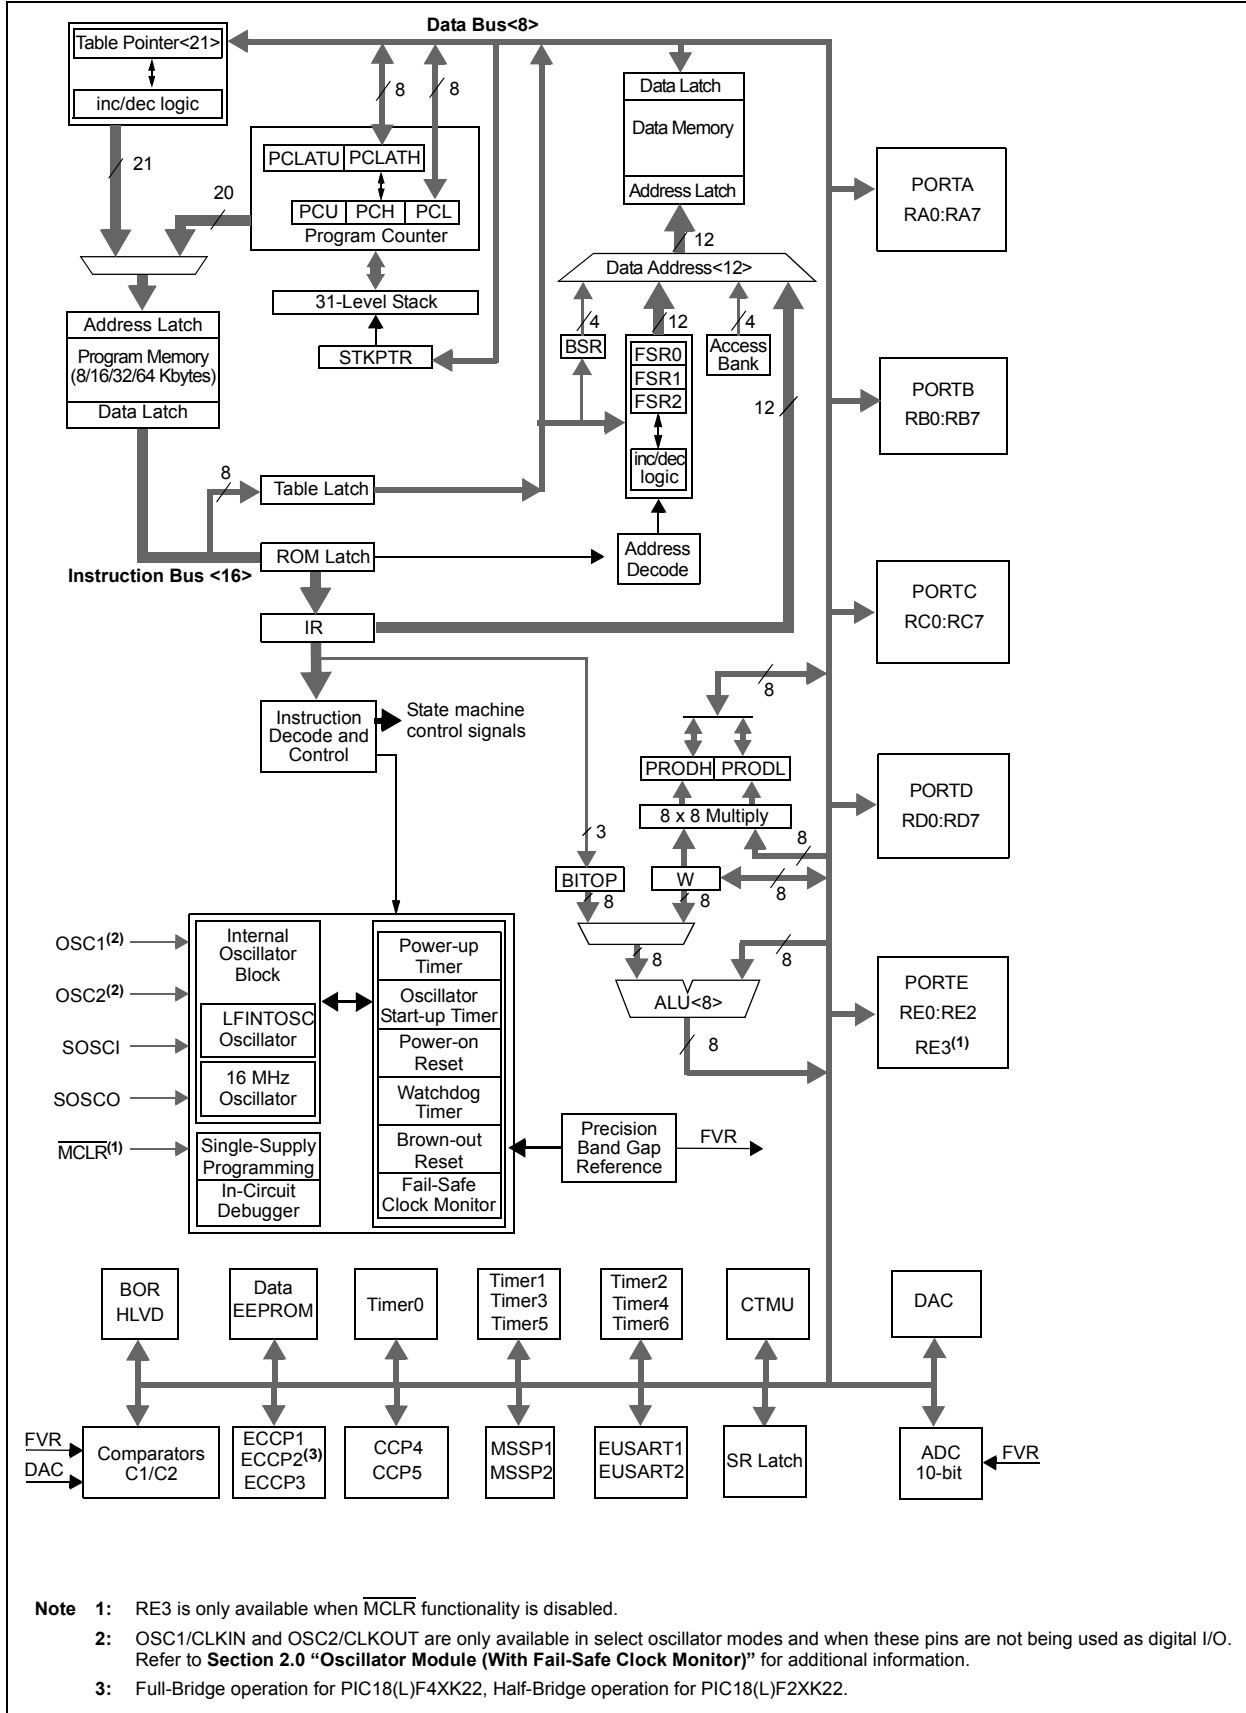 Data Bus<8>
Table Pointer<21>
inc/dec logic
21
20
8
8
PCLATU PCLATH
PCU PCH PCL
Program Counter
31-Level Stack
STKPTR
Data Latch
Data Memory
Address Latch
12
Data Address<12>
4
12
4
BSR
FSR0
FSR1
FSR2
inc/dec
logic
Access
Bank
12
Address
Decode
Address Latch
Program Memory
(8/16/32/64 Kbytes)
Data Latch
8
Table Latch
ROM Latch
Instruction Bus <16>
IR
Instruction
Decode and
Control
State machine
control signals
8
PRODH PRODL
8 x 8 Multiply
3
8
BITOP
W
8
8
8
8
8
ALU<8>
8
PORTA
RA0:RA7
PORTB
RB0:RB7
PORTC
RC0:RC7
PORTD
RD0:RD7
PORTE
RE0:RE2
RE3(1)
OSC1(2)
OSC2(2)
SOSCI
SOSCO
MCLR(1)
Internal
Oscillator
Block
LFINTOSC
Oscillator
16 MHz
Oscillator
Single-Supply
Programming
In-Circuit
Debugger
Power-up
Timer
Oscillator
Start-up Timer
Power-on
Reset
Watchdog
Timer
Brown-out
Reset
Fail-Safe
Clock Monitor
Precision
Band Gap
Reference
FVR
BOR
HLVD
Data
EEPROM
Timer0
Timer1
Timer3
Timer5
Timer2
Timer4
Timer6
CTMU
DAC
FVR
DAC
Comparators
C1/C2
ECCP1
ECCP2(3)
ECCP3
CCP4
CCP5
MSSP1
MSSP2
EUSART1
EUSART2
SR Latch
ADC
10-bit
FVR
Note 1: RE3 is only available when MCLR functionality is disabled.
2: OSC1/CLKIN and OSC2/CLKOUT are only available in select oscillator modes and when these pins are not being used as digital I/O.
Refer to Section 2.0 “Oscillator Module (With Fail-Safe Clock Monitor)” for additional information.
3: Full-Bridge operation for PIC18(L)F4XK22, Half-Bridge operation for PIC18(L)F2XK22.